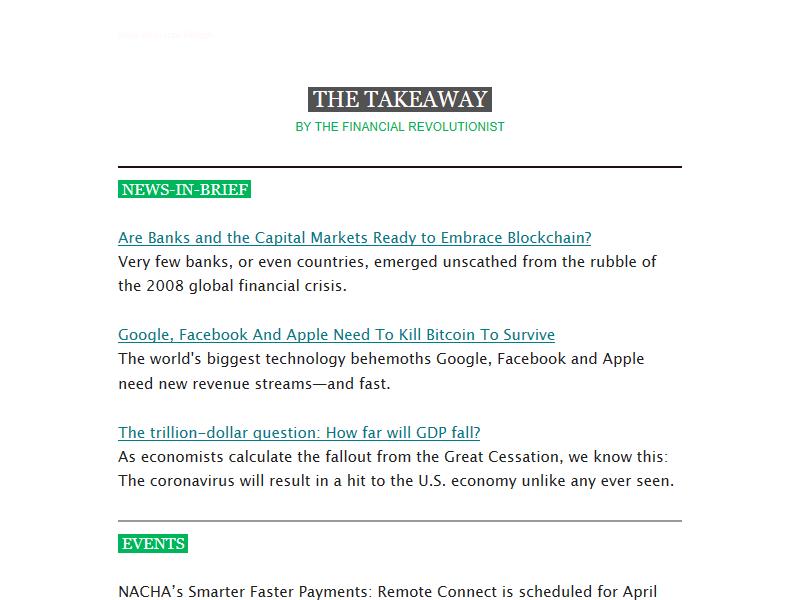 THE TAKEAWAY
BY THE FINANCIAL REVOLUTIONIST
NEWS-IN-BRIEF
Are Banks and the Capital Markets Ready to Embrace Blockchain?
Very few banks, or even countries, emerged unscathed from the rubble of
the 2008 global financial crisis.
Google, Facebook And Apple Need To Kill Bitcoin To Survive
The world's biggest technology behemoths Google, Facebook and Apple
need new revenue streams—and fast.
The trillion-dollar question: How far will GDP fall?
As economists calculate the fallout from the Great Cessation, we know this:
The coronavirus will result in a hit to the U.S. economy unlike any ever seen.
EVENTS
NACHA’s Smarter Faster Payments: Remote Connect is scheduled for April